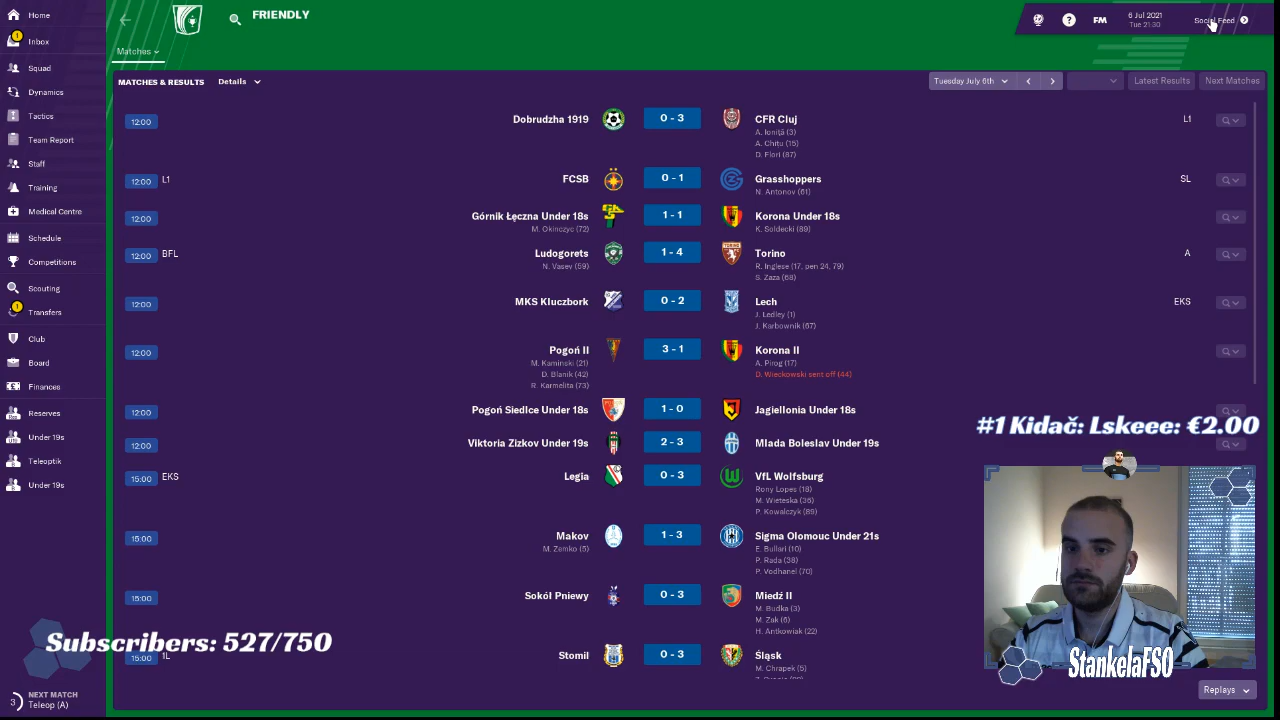 Home
Inbox
Squad
Dynamics
Tactics
Team Report
Staff
Training
Medical Centre
Schedule
Competitions
Scouting
Transfers
Club
Board
Finances
Reserves
Under 19s
Teleoptik
Under 19s
3 NEXT MATCH
Teleop (A)
FRIENDLY
Matches
FM
6 Jul 2021
Tue 21:30
Social Feed
MATCHES & RESULTS Details
Tuesday July 6th
Latest Results
Next Matches
12:00 Dobrudzha 1919 0 - 3 CFR Cluj L1
A. Ioniţă (3)
A. Chiţu (15)
D. Flori (87)
12:00 L1 FCSB 0 - 1 Grasshoppers SL
N. Antonov (61)
12:00 Górnik Łęczna Under 18s 1 - 1 Korona Under 18s
M. Okinczyc (72) K. Soldecki (89)
12:00 BFL Ludogorets 1 - 4 Torino A
N. Vasev (59) R. Inglese (17, pen 24, 79)
S. Zaza (68)
12:00 MKS Kluczbork 0 - 2 Lech EKS
J. Ledley (1)
J. Karbownik (67)
12:00 Pogoń II 3 - 1 Korona II
M. Kaminski (21) A. Pirog (17)
D. Blanik (42) D. Wieckowski sent off (44)
R. Karmelita (73)
12:00 Pogoń Siedlce Under 18s 1 - 0 Jagiellonia Under 18s
12:00 Viktoria Zizkov Under 19s 2 - 3 Mlada Boleslav Under 19s
15:00 EKS Legia 0 - 3 VfL Wolfsburg
Rony Lopes (18)
M. Wieteska (36)
P. Kowalczyk (89)
15:00 Makov 1 - 3 Sigma Olomouc Under 21s
M. Zemko (5) E. Bullari (10)
P. Rada (38)
P. Vodhanel (70)
15:00 Sokół Pniewy 0 - 3 Miedź II
M. Budka (3)
M. Zak (6)
H. Antkowiak (22)
15:00 1L Stomil 0 - 3 Śląsk
M. Chrapek (5)
Replays
#1 Kidač: Lskeee: €2.00
Subscribers: 527/750
StankelaFSO